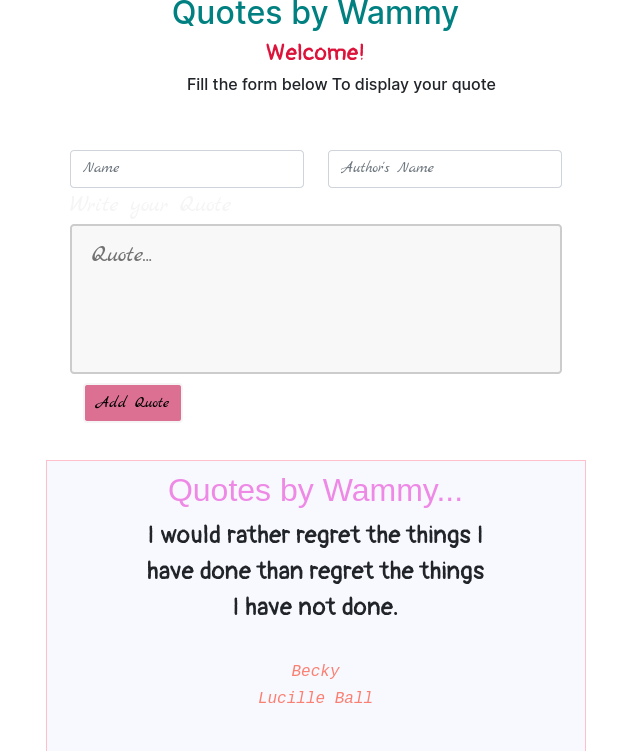 Quotes by Wammy
Welcome!
Fill the form below To display your quote
Name
Author's Name
Write your Quote
Quote...
Add Quote
Quotes by Wammy...
I would rather regret the things I
have done than regret the things
I have not done.
Becky
Lucille Ball